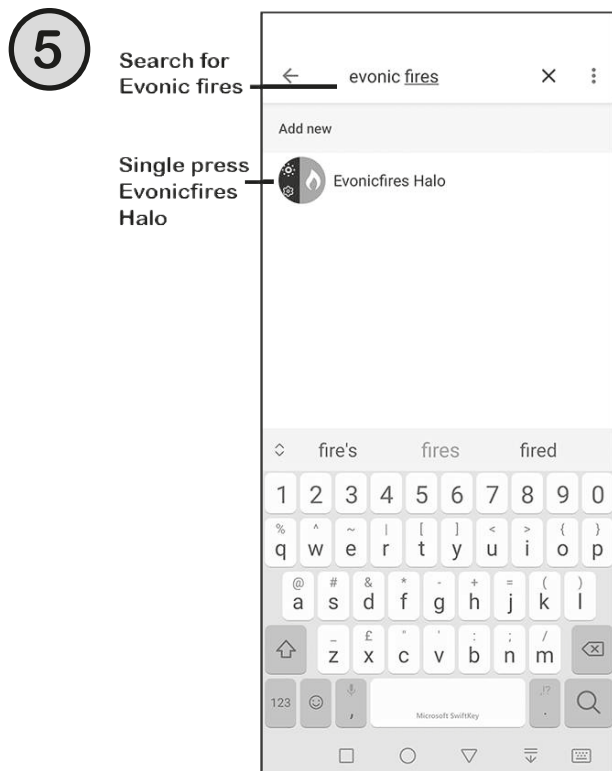 5
Search for
Evonic fires
evonic fires
Add new
Single press
Evonicfires
Halo
Evonicfires Halo
fire's fires fired
1 2 3 4 5 6 7 8 9 0
% ^ ~ | [ ] < > { }
q w e r t y u i o p
@ # & * - + = ( )
a s d f g h j k l
_ £ " ' : ; /
z x c v b n m
123 , Microsoft SwiftKey ,!? .